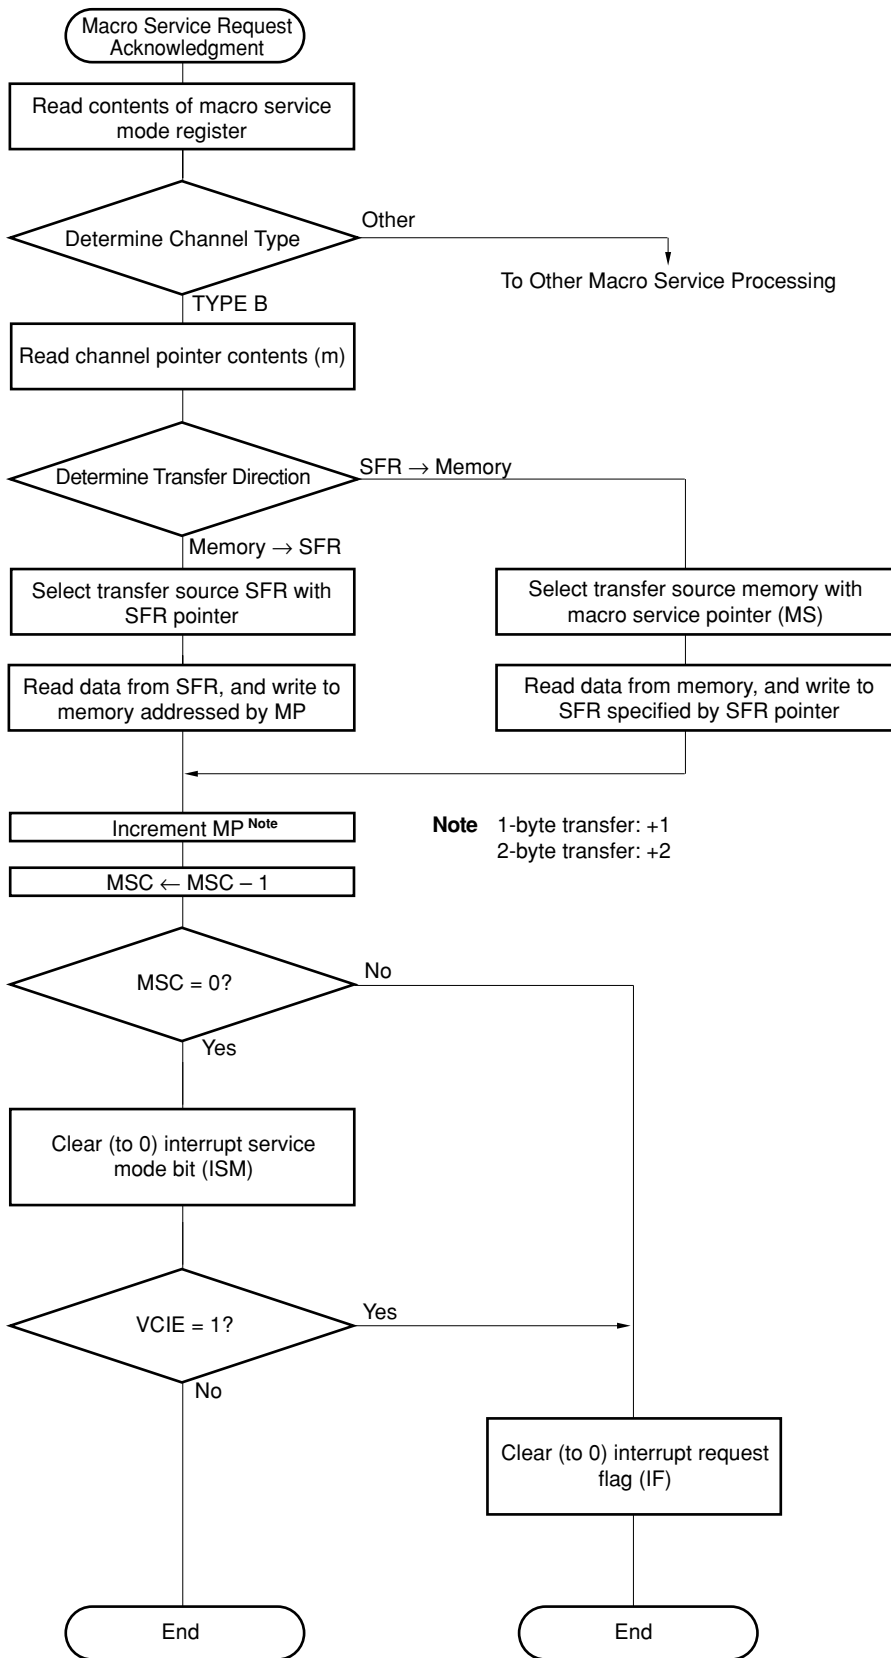 Macro Service Request
Acknowledgment
Read contents of macro service
mode register
Determine Channel Type
Other
To Other Macro Service Processing
TYPE B
Read channel pointer contents (m)
Determine Transfer Direction
SFR → Memory
Memory → SFR
Select transfer source SFR with
SFR pointer
Select transfer source memory with
macro service pointer (MS)
Read data from SFR, and write to
memory addressed by MP
Read data from memory, and write to
SFR specified by SFR pointer
Increment MP Note
Note 1-byte transfer: +1
2-byte transfer: +2
MSC ← MSC – 1
MSC = 0?
No
Yes
Clear (to 0) interrupt service
mode bit (ISM)
VCIE = 1?
Yes
No
Clear (to 0) interrupt request
flag (IF)
End
End